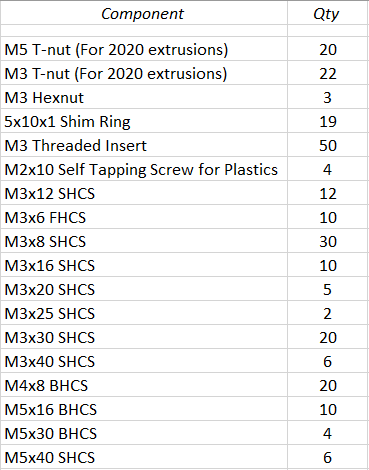 Component Qty
M5 T-nut (For 2020 extrusions) 20
M3 T-nut (For 2020 extrusions) 22
M3 Hexnut 3
5x10x1 Shim Ring 19
M3 Threaded Insert 50
M2x10 Self Tapping Screw for Plastics 4
M3x12 SHCS 12
M3x6 FHCS 10
M3x8 SHCS 30
M3x16 SHCS 10
M3x20 SHCS 5
M3x25 SHCS 2
M3x30 SHCS 20
M3x40 SHCS 6
M4x8 BHCS 20
M5x16 BHCS 10
M5x30 BHCS 4
M5x40 SHCS 6